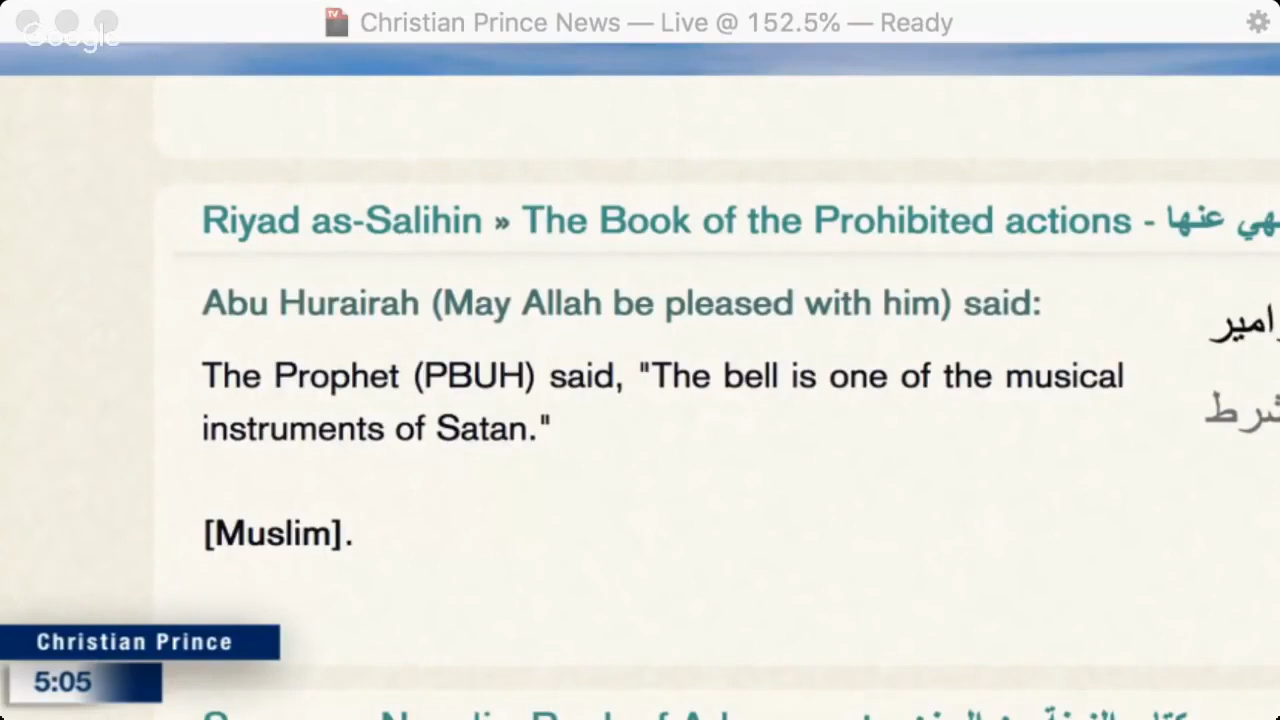 Google
Christian Prince News — Live @ 152.5% — Ready
Riyad as-Salihin » The Book of the Prohibited actions - هي عنها
Abu Hurairah (May Allah be pleased with him) said:
The Prophet (PBUH) said, "The bell is one of the musical
instruments of Satan."
[Muslim].
Christian Prince
5:05